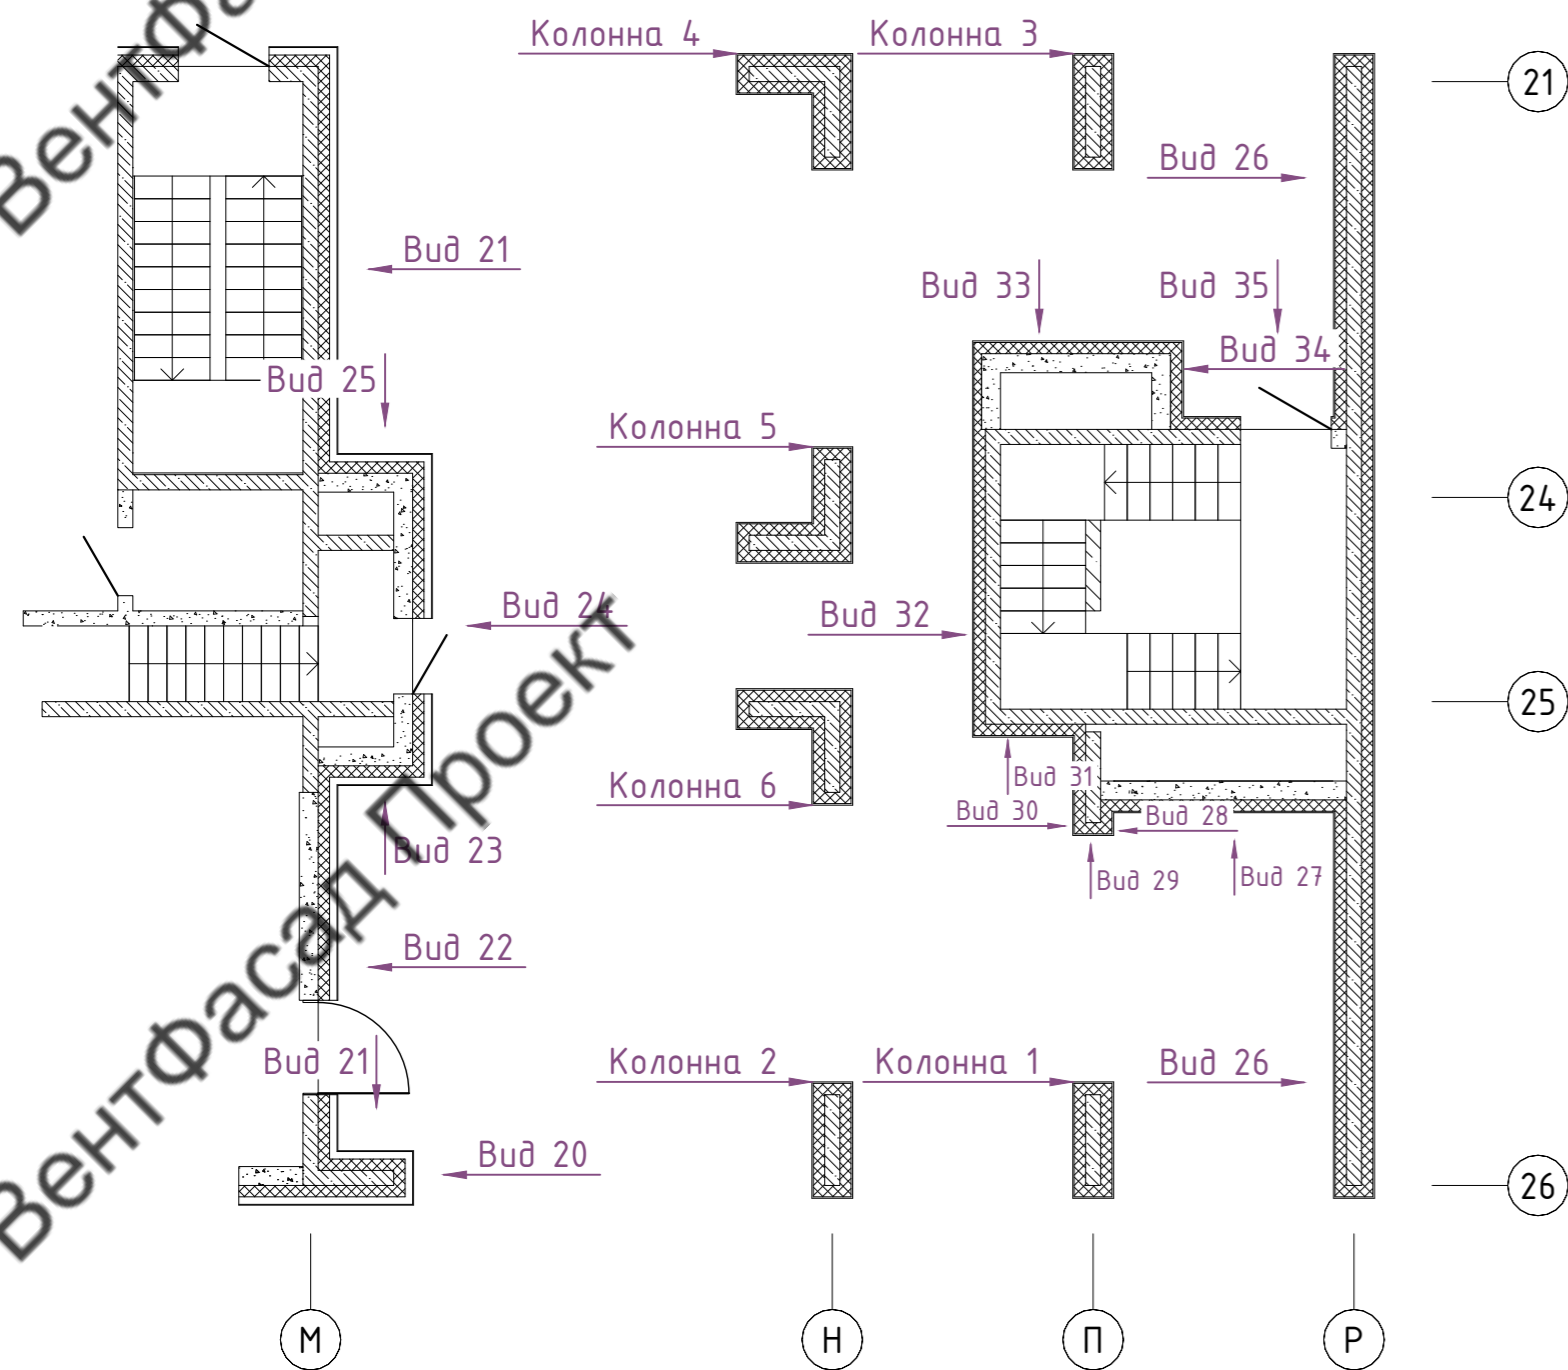 ВентФа
Колонна 4
Колонна 3
21
Вид 26
Вид 21
Вид 33
Вид 35
Вид 34
Вид 25
Колонна 5
24
Вид 24
Вид 32
25
Вид 31
Колонна 6
Вид 30
Вид 28
Вид 23
Вид 29
Вид 27
Вид 22
ВентФасад Проект
Вид 21
Колонна 2
Колонна 1
Вид 26
Вид 20
26
М
Н
П
Р